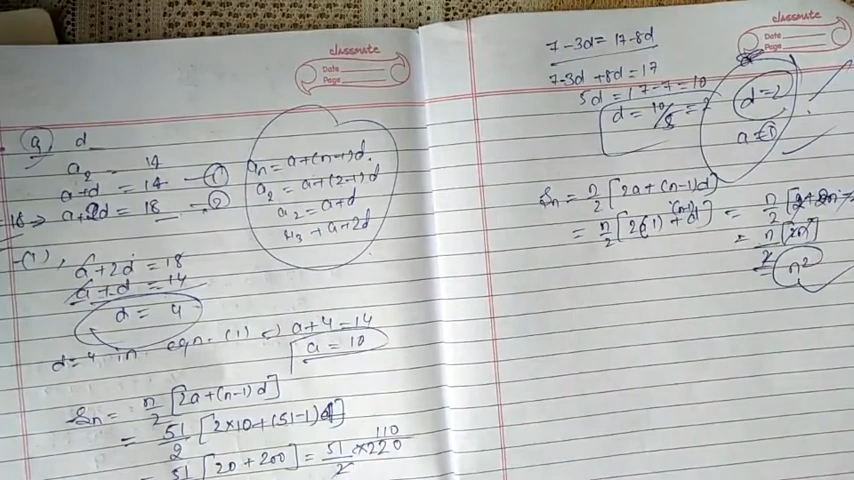 classmate
Date
Page
Q d
a₂ = 14
a+d = 14 — ①
18 ⇒ a+2d = 18 — ②
-(1),
a+2d = 18
a+d = 14
d = 4
d=4 in eqn. (1) => a+4=14
a = 10
Sn = n/2 [2a+(n-1)d]
= 51/2 [2×10+(51-1)4]
= 51 [20+200] = 51/2 × 220 110
an = a+(n-1)d.
a₂ = a+(2-1)d
a₂ = a+d
a₃ = a+2d
classmate
Date
Page
7-3d = 17-8d
7-3d+8d = 17
5d = 17-7 = 10
d = 10/5 = 2
d=2
a=1
Sn = n/2 [2a+(n-1)d]
= n/2 [2(1)+(n-1)d] = n/2
= n/2 [2n]
= n²